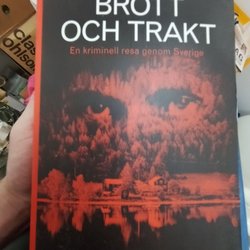 BROTT
OCH TRAKT
En kriminell resa genom Sverige